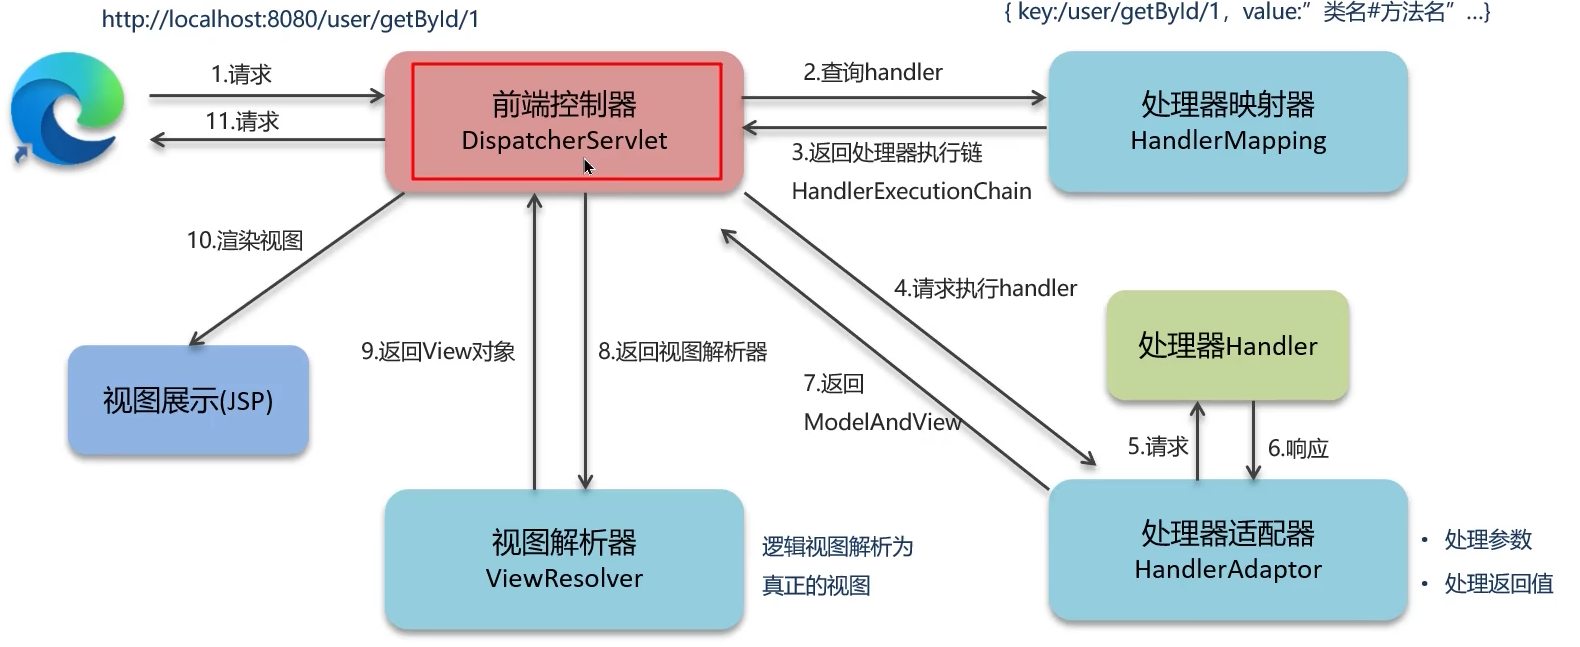 http://localhost:8080/user/getById/1
{ key:/user/getById/1，value:”类名#方法名”...}
1.请求
11.请求
前端控制器
DispatcherServlet
2.查询handler
3.返回处理器执行链
HandlerExecutionChain
处理器映射器
HandlerMapping
10.渲染视图
4.请求执行handler
9.返回View对象
8.返回视图解析器
7.返回
ModelAndView
处理器Handler
视图展示(JSP)
5.请求
6.响应
视图解析器
ViewResolver
逻辑视图解析为
真正的视图
处理器适配器
HandlerAdaptor
• 处理参数
• 处理返回值